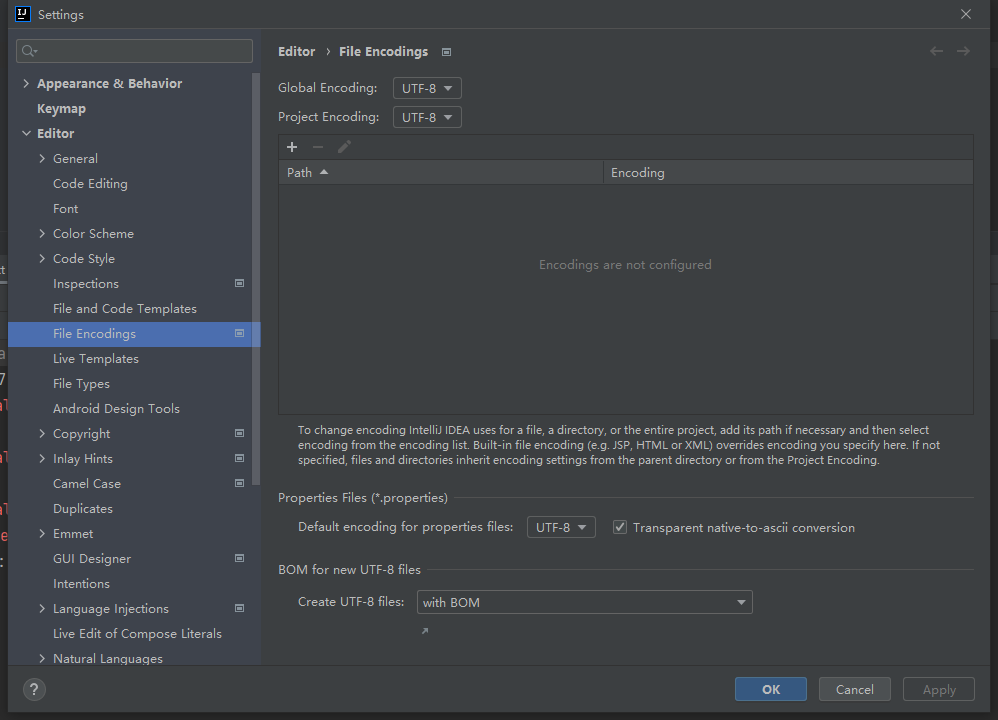 Settings
Appearance & Behavior
Keymap
Editor
General
Code Editing
Font
Color Scheme
Code Style
Inspections
File and Code Templates
File Encodings
Live Templates
File Types
Android Design Tools
Copyright
Inlay Hints
Camel Case
Duplicates
Emmet
GUI Designer
Intentions
Language Injections
Live Edit of Compose Literals
Natural Languages
Editor › File Encodings
Global Encoding: UTF-8
Project Encoding: UTF-8
Path Encoding
Encodings are not configured
To change encoding IntelliJ IDEA uses for a file, a directory, or the entire project, add its path if necessary and then select
encoding from the encoding list. Built-in file encoding (e.g. JSP, HTML or XML) overrides encoding you specify here. If not
specified, files and directories inherit encoding settings from the parent directory or from the Project Encoding.
Properties Files (*.properties)
Default encoding for properties files: UTF-8 Transparent native-to-ascii conversion
BOM for new UTF-8 files
Create UTF-8 files: with BOM
? OK Cancel Apply